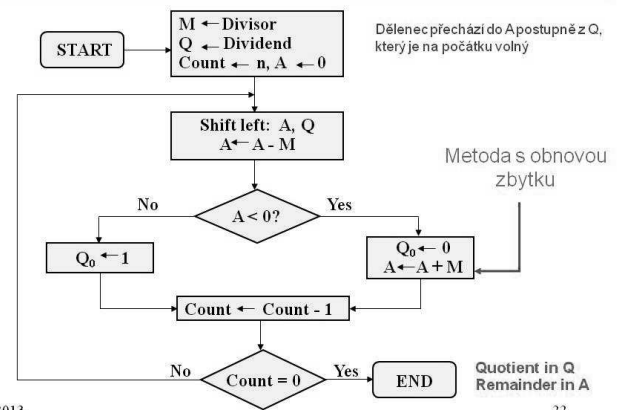 START
M ← Divisor
Q ← Dividend
Count ← n, A ← 0
Dělenec přechází do A postupně z Q,
který je na počátku volný
Shift left: A, Q
A ← A - M
Metoda s obnovou
zbytku
A < 0?
No
Yes
Q₀ ← 1
Q₀ ← 0
A ← A + M
Count ← Count - 1
Count = 0
No
Yes
END
Quotient in Q
Remainder in A